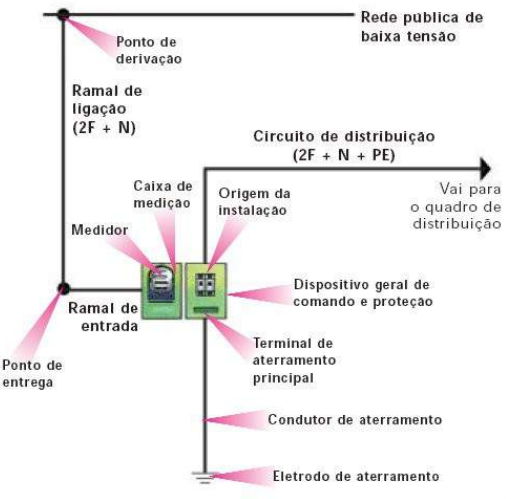 Rede pública de
baixa tensão
Ponto de
derivação
Ramal de
ligação
(2F + N)
Circuito de distribuição
(2F + N + PE)
Vai para
o quadro de
distribuição
Caixa de
medição
Origem da
instalação
Medidor
Dispositivo geral de
comando e proteção
Ramal de
entrada
Terminal de
aterramento
principal
Ponto de
entrega
Condutor de aterramento
Eletrodo de aterramento